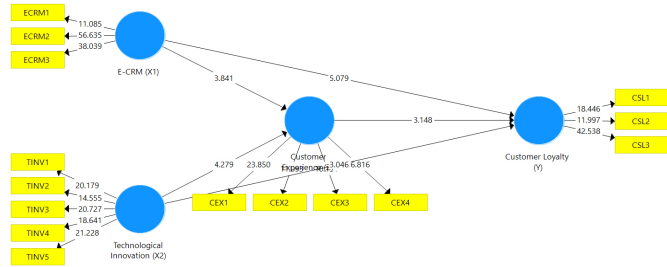 ECRM1
11.085
ECRM2
56.635
ECRM3
38.039
E-CRM (X1)
3.841
5.079
CSL1
18.446
CSL2
3.148
11.997
CSL3
42.538
Customer
Customer Loyalty
(Y)
TINV1
4.279
23.850
3.046
6.816
TINV2
20.179
14.555
CEX1
CEX2
CEX3
CEX4
TINV3
20.727
18.641
TINV4
21.228
TINV5
Technological
Innovation (X2)